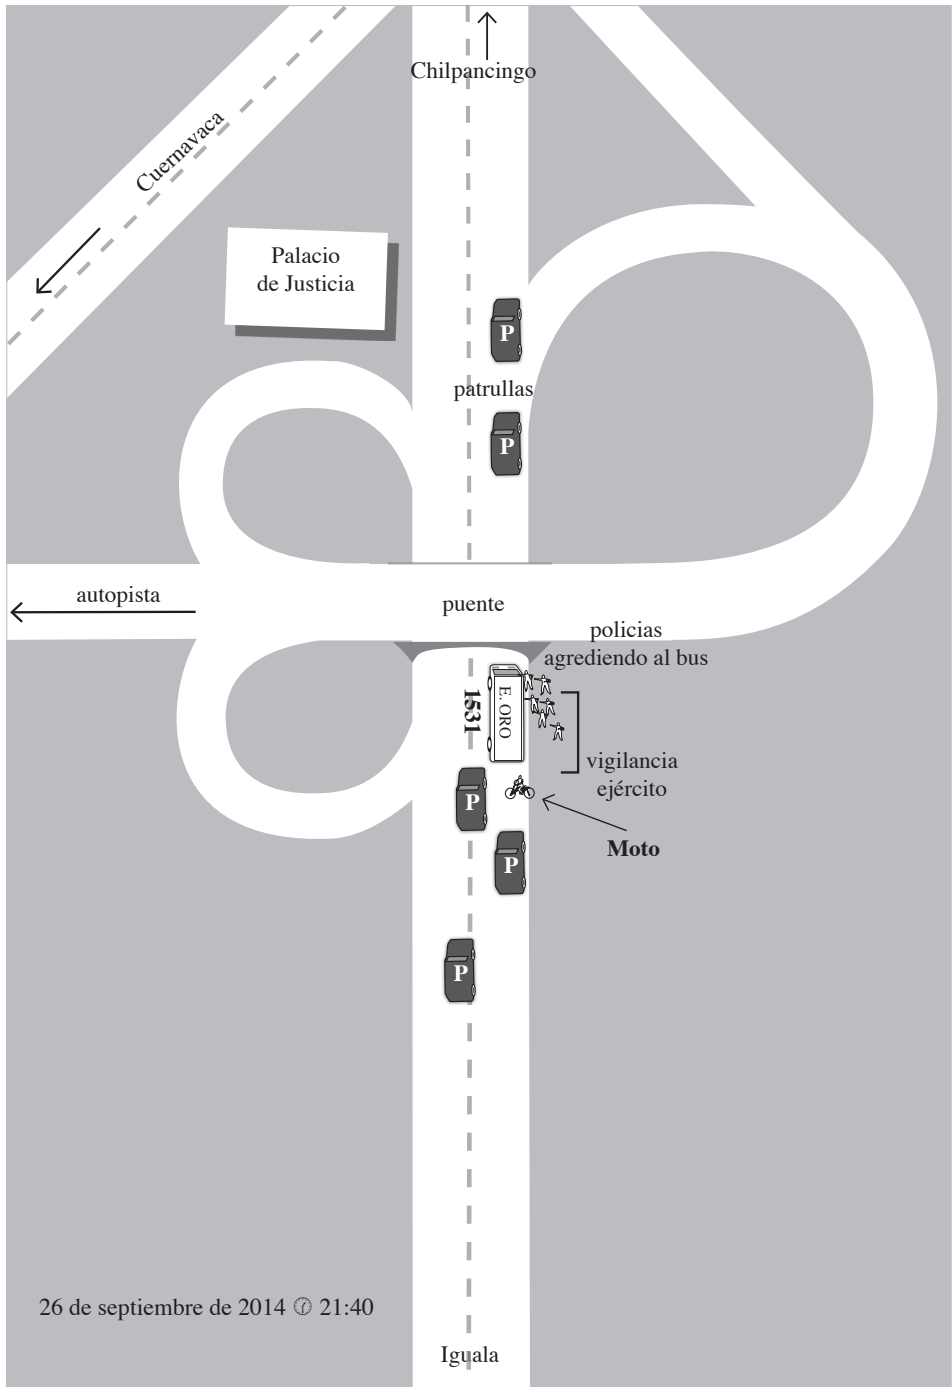 Chilpancingo
Cuernavaca
Palacio
de Justicia
P
patrullas
P
autopista
puente
policias
agrediendo al bus
1531
E. ORO
vigilancia
ejército
P
Moto
P
P
26 de septiembre de 2014 21:40
Iguala